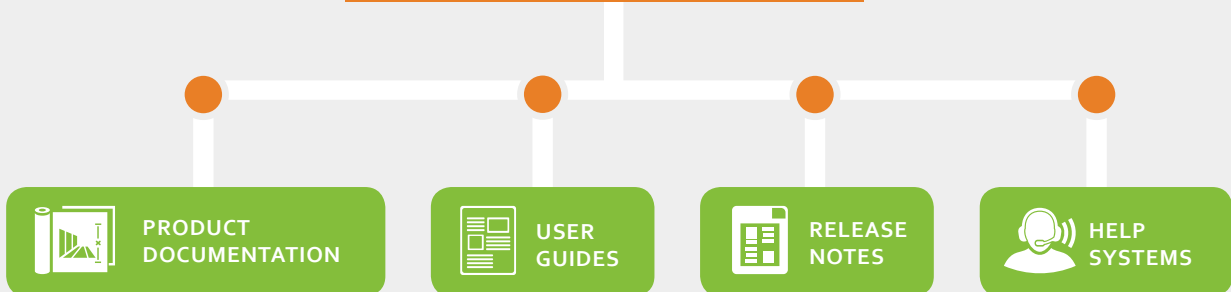 PRODUCT
DOCUMENTATION
USER
GUIDES
RELEASE
NOTES
HELP
SYSTEMS